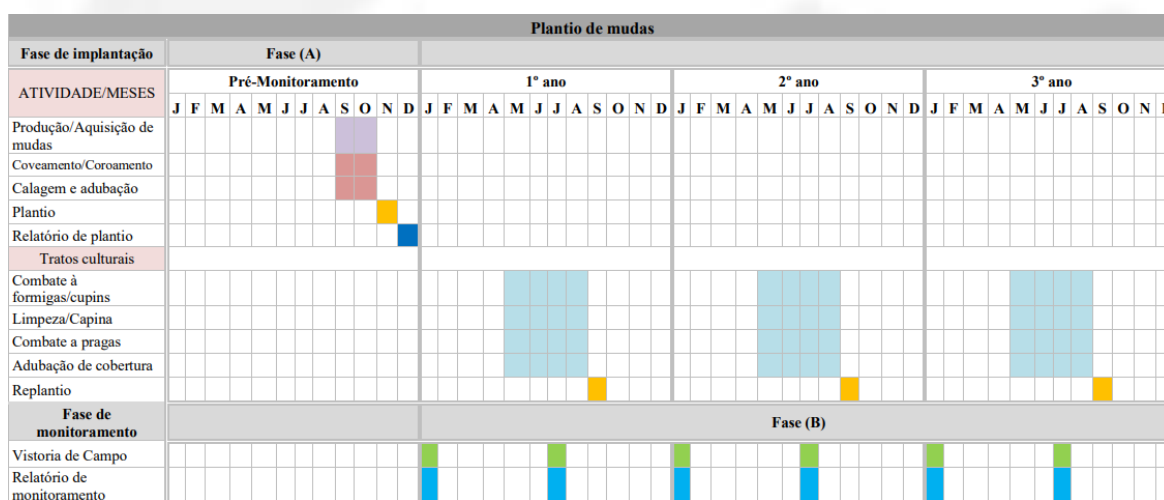 Plantio de mudas
Fase de implantação Fase (A)
ATIVIDADE/MESES Pré-Monitoramento 1º ano 2º ano 3º ano
J F M A M J J A S O N D J F M A M J J A S O N D J F M A M J J A S O N D J F M A M J J A S O N
Produção/Aquisição de
mudas
Coveamento/Coroamento
Calagem e adubação
Plantio
Relatório de plantio
Tratos culturais
Combate à
formigas/cupins
Limpeza/Capina
Combate a pragas
Adubação de cobertura
Replantio
Fase de
monitoramento Fase (B)
Vistoria de Campo
Relatório de
monitoramento